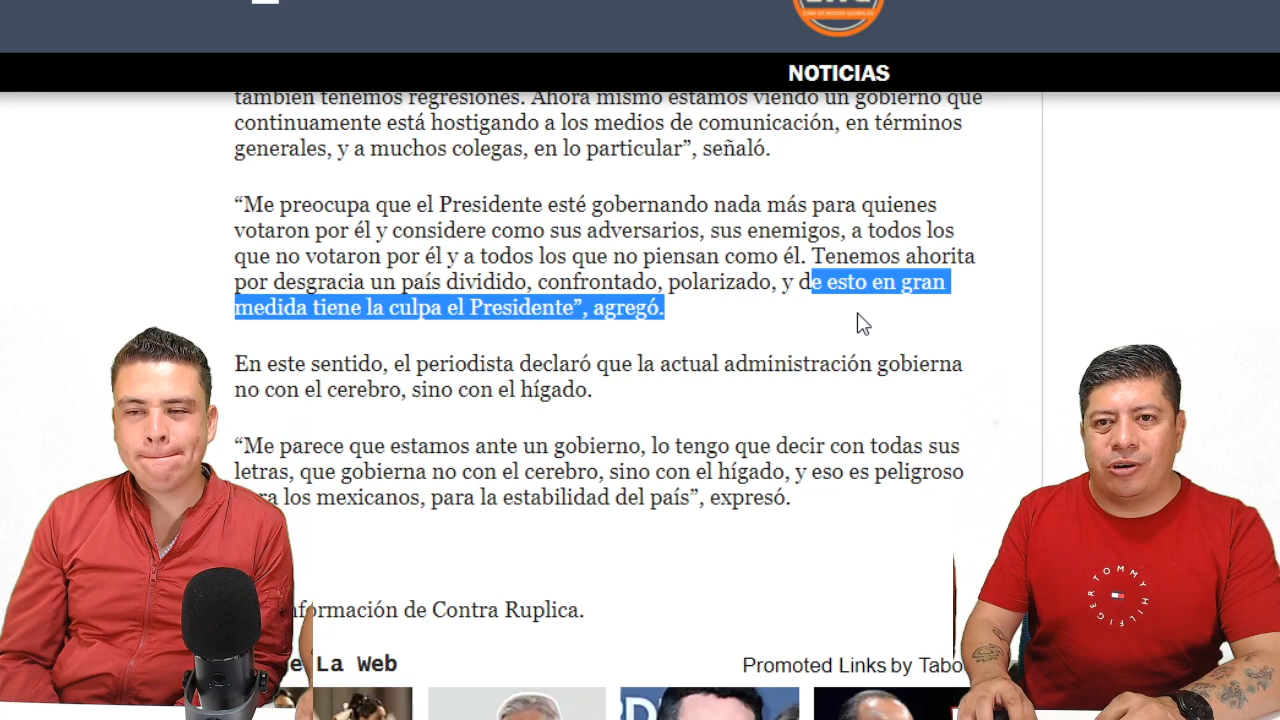 NOTICIAS
también tenemos regresiones. Ahora mismo estamos viendo un gobierno que
continuamente está hostigando a los medios de comunicación, en términos
generales, y a muchos colegas, en lo particular”, señaló.
“Me preocupa que el Presidente esté gobernando nada más para quienes
votaron por él y considere como sus adversarios, sus enemigos, a todos los
que no votaron por él y a todos los que no piensan como él. Tenemos ahorita
por desgracia un país dividido, confrontado, polarizado, y de esto en gran
medida tiene la culpa el Presidente”, agregó.
En este sentido, el periodista declaró que la actual administración gobierna
no con el cerebro, sino con el hígado.
“Me parece que estamos ante un gobierno, lo tengo que decir con todas sus
letras, que gobierna no con el cerebro, sino con el hígado, y eso es peligroso
los mexicanos, para la estabilidad del país”, expresó.
información de Contra Ruplica.
La Web
Promoted Links by Tabo
TOMMY HILFIGER